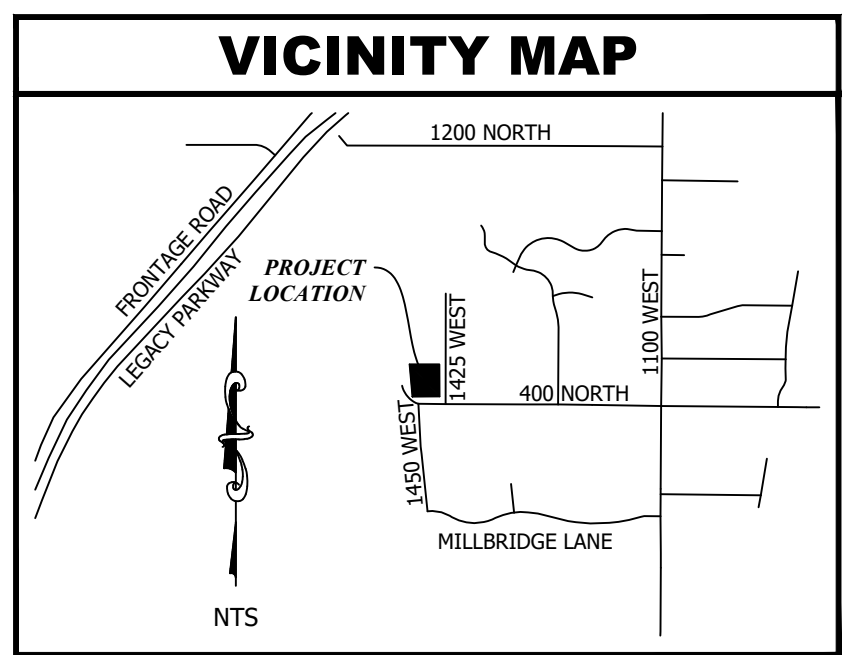 VICINITY MAP
1200 NORTH
FRONTAGE ROAD
LEGACY PARKWAY
PROJECT
LOCATION
1425 WEST
1100 WEST
400 NORTH
1450 WEST
MILLBRIDGE LANE
NTS